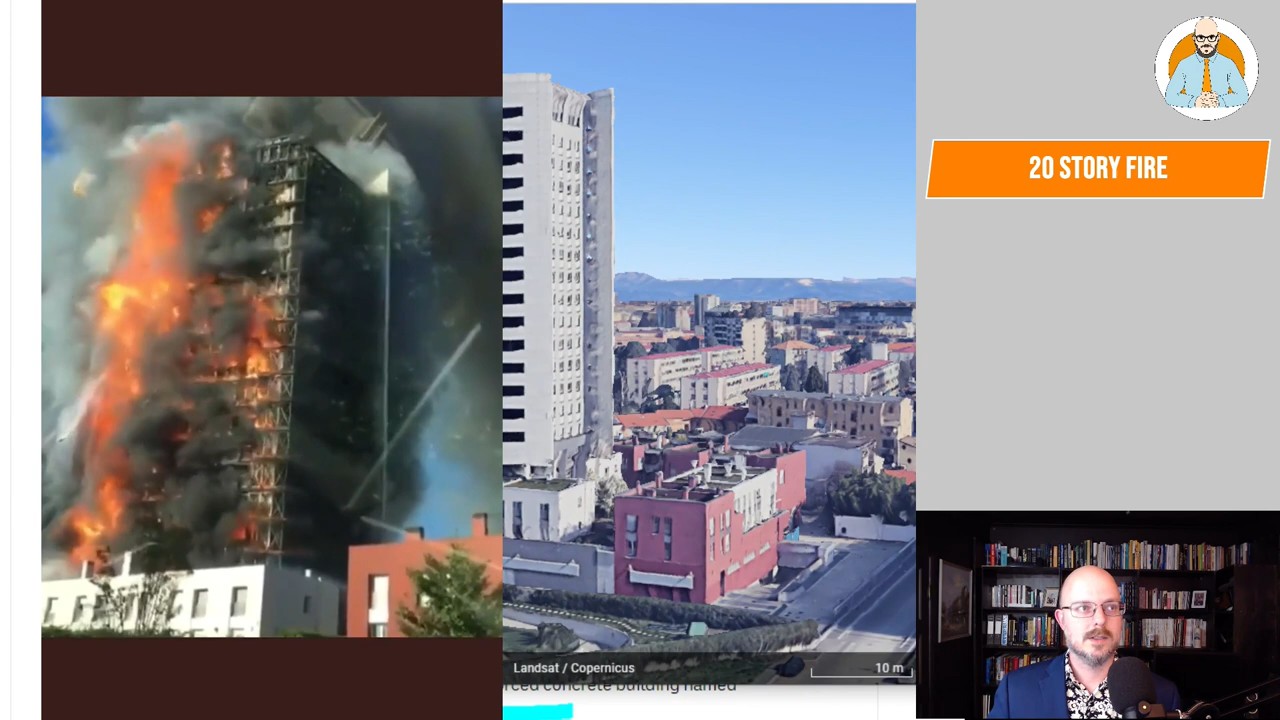 20 STORY FIRE
Landsat / Copernicus
10 m
rced concrete building named